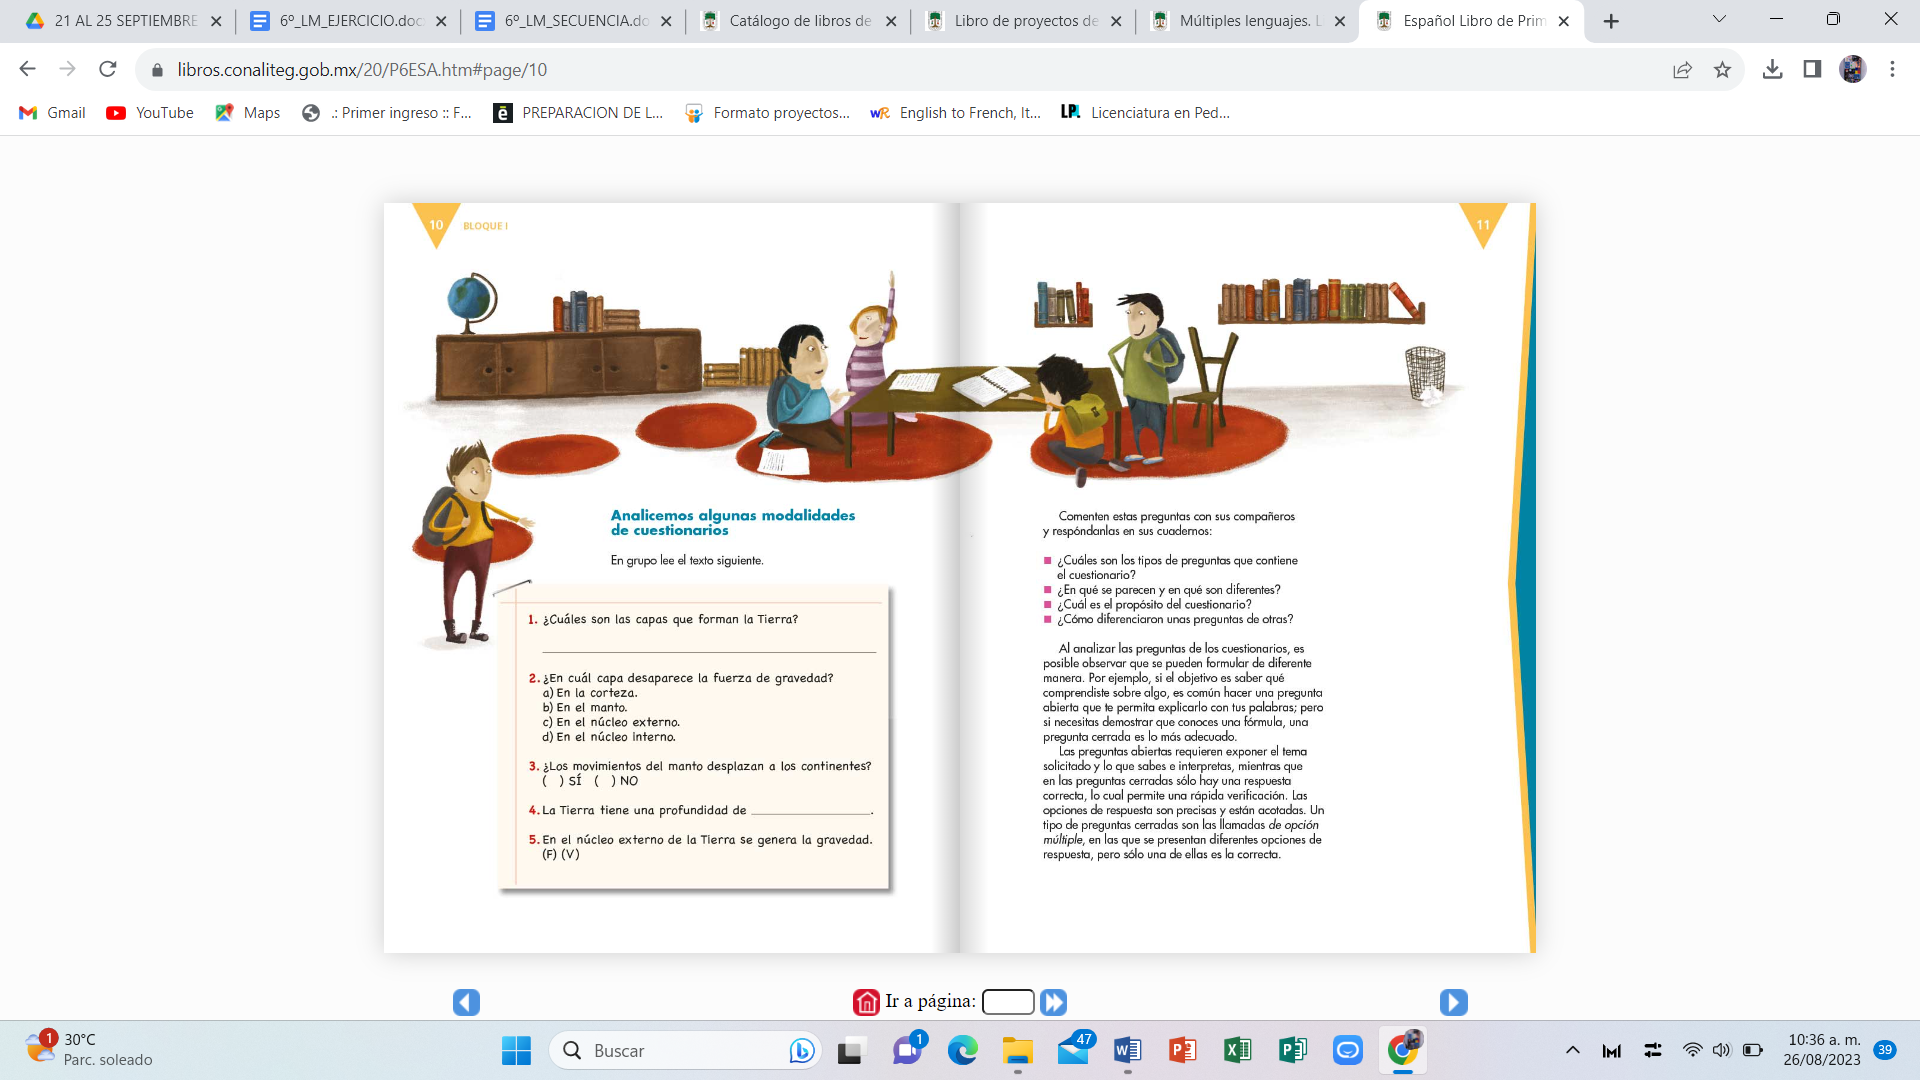 21 AL 25 SEPTIEMBRE
6º_LM_EJERCICIO.doc
6º_LM_SECUENCIA.do
Catálogo de libros de
Libro de proyectos de
Múltiples lenguajes. L
Español Libro de Prim
libros.conaliteg.gob.mx/20/P6ESA.htm#page/10
Gmail
YouTube
Maps
.: Primer ingreso :: F...
PREPARACION DE L...
Formato proyectos...
English to French, It...
Licenciatura en Ped...
10 BLOQUE I
Analicemos algunas modalidades
de cuestionarios
En grupo lee el texto siguiente.
1. ¿Cuáles son las capas que forman la Tierra?
2. ¿En cuál capa desaparece la fuerza de gravedad?
a) En la corteza.
b) En el manto.
c) En el núcleo externo.
d) En el núcleo interno.
3. ¿Los movimientos del manto desplazan a los continentes?
( ) SÍ ( ) NO
4. La Tierra tiene una profundidad de ____________.
5. En el núcleo externo de la Tierra se genera la gravedad.
(F) (V)
11
Comenten estas preguntas con sus compañeros
y respóndanlas en sus cuadernos:
¿Cuáles son los tipos de preguntas que contiene
el cuestionario?
¿En qué se parecen y en qué son diferentes?
¿Cuál es el propósito del cuestionario?
¿Cómo diferenciaron unas preguntas de otras?
Al analizar las preguntas de los cuestionarios, es
posible observar que se pueden formular de diferente
manera. Por ejemplo, si el objetivo es saber qué
comprendiste sobre algo, es común hacer una pregunta
abierta que te permita explicarlo con tus palabras; pero
si necesitas demostrar que conoces una fórmula, una
pregunta cerrada es lo más adecuado.
Las preguntas abiertas requieren exponer el tema
solicitado y lo que sabes e interpretas, mientras que
en las preguntas cerradas sólo hay una respuesta
correcta, lo cual permite una rápida verificación. Las
opciones de respuesta son precisas y están acotadas. Un
tipo de preguntas cerradas son las llamadas de opción
múltiple, en las que se presentan diferentes opciones de
respuesta, pero sólo una de ellas es la correcta.
Ir a página:
1
30°C
Parc. soleado
Buscar
1
47
10:36 a. m.
26/08/2023
39